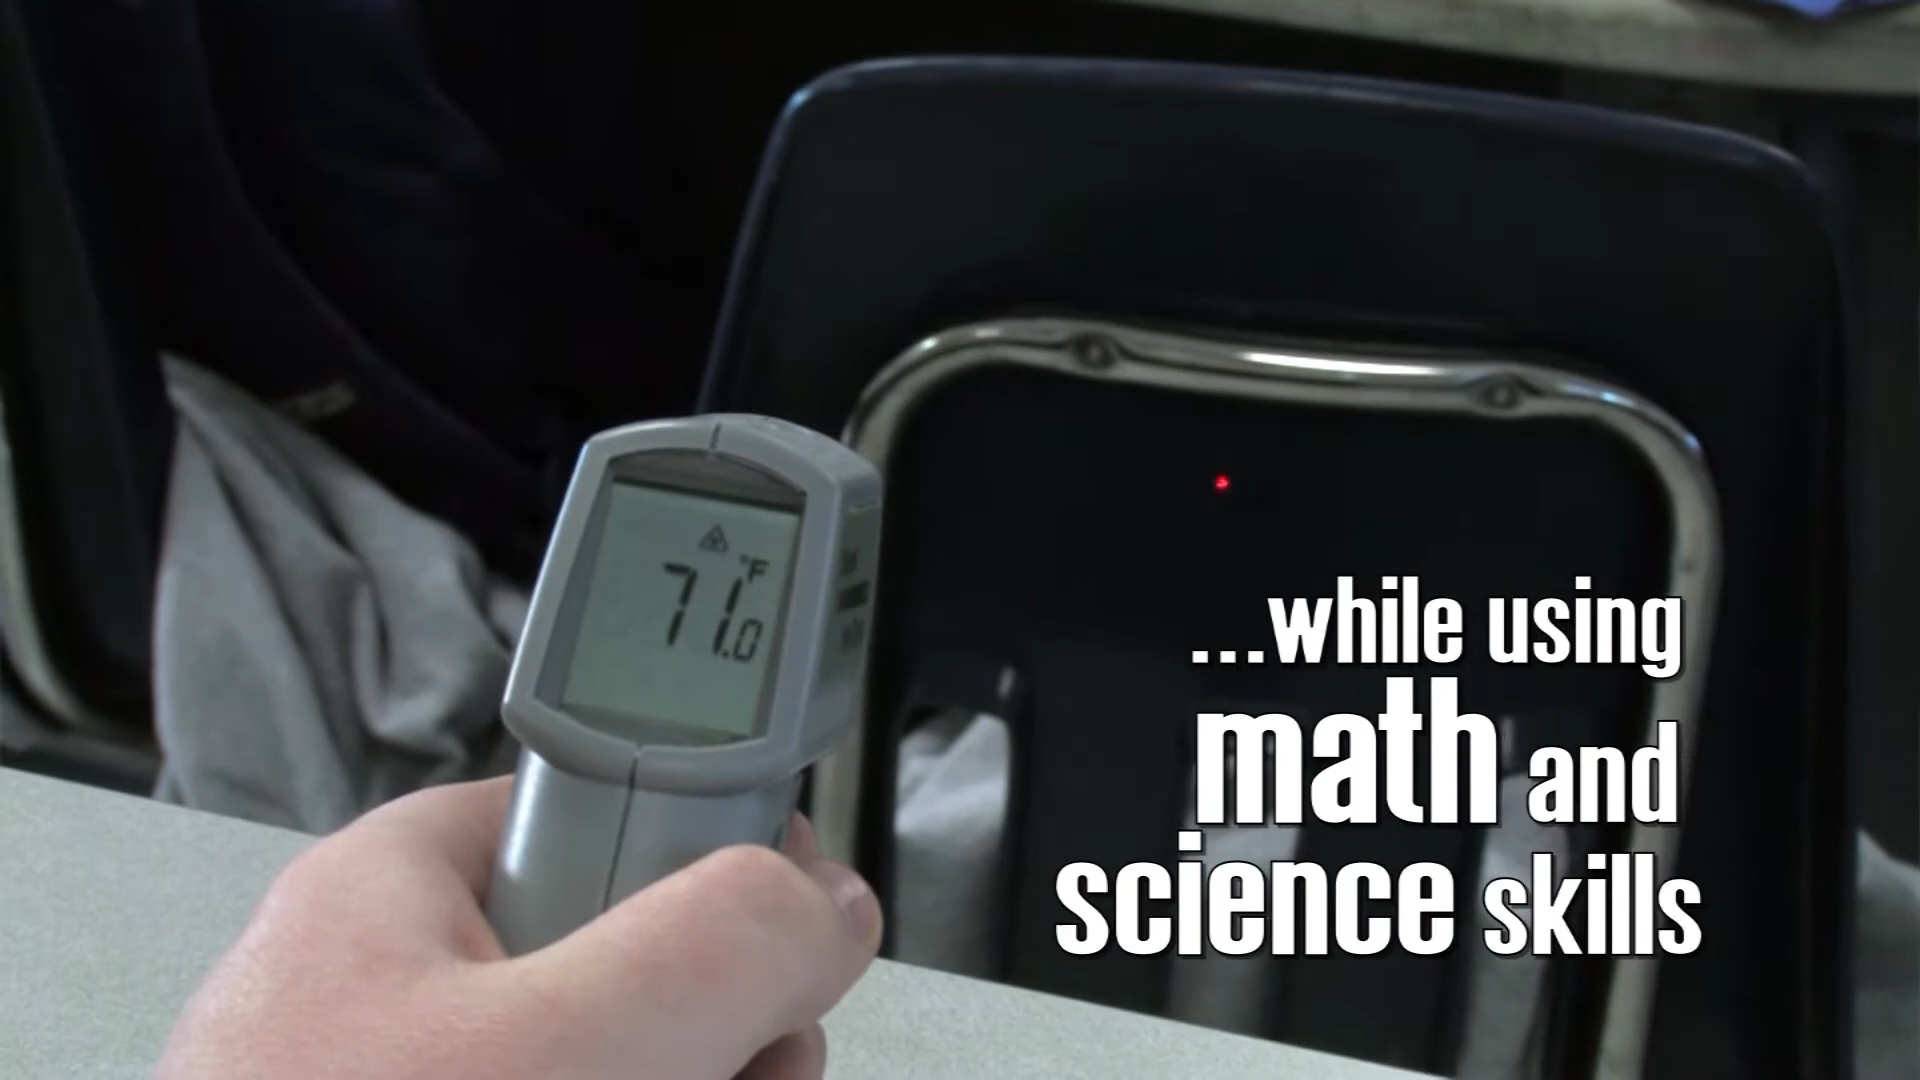 °F
71.0
...while using
math and
science skills